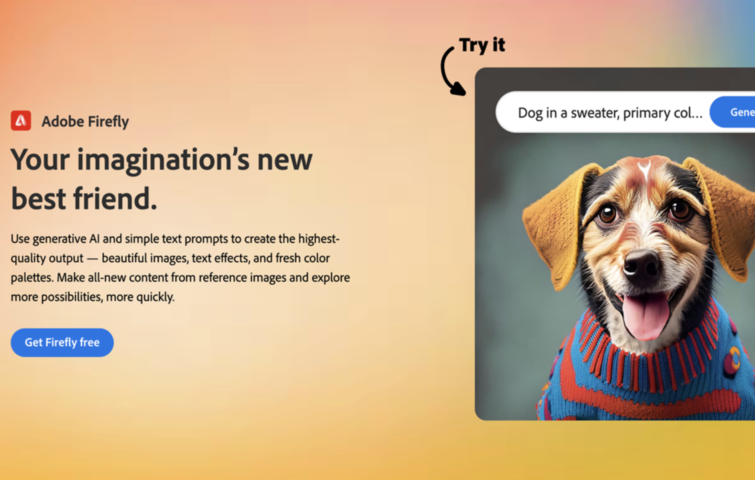 Try it
Adobe Firefly
Your imagination’s new
best friend.
Use generative AI and simple text prompts to create the highest-
quality output — beautiful images, text effects, and fresh color
palettes. Make all-new content from reference images and explore
more possibilities, more quickly.
Get Firefly free
Dog in a sweater, primary col...
Gene